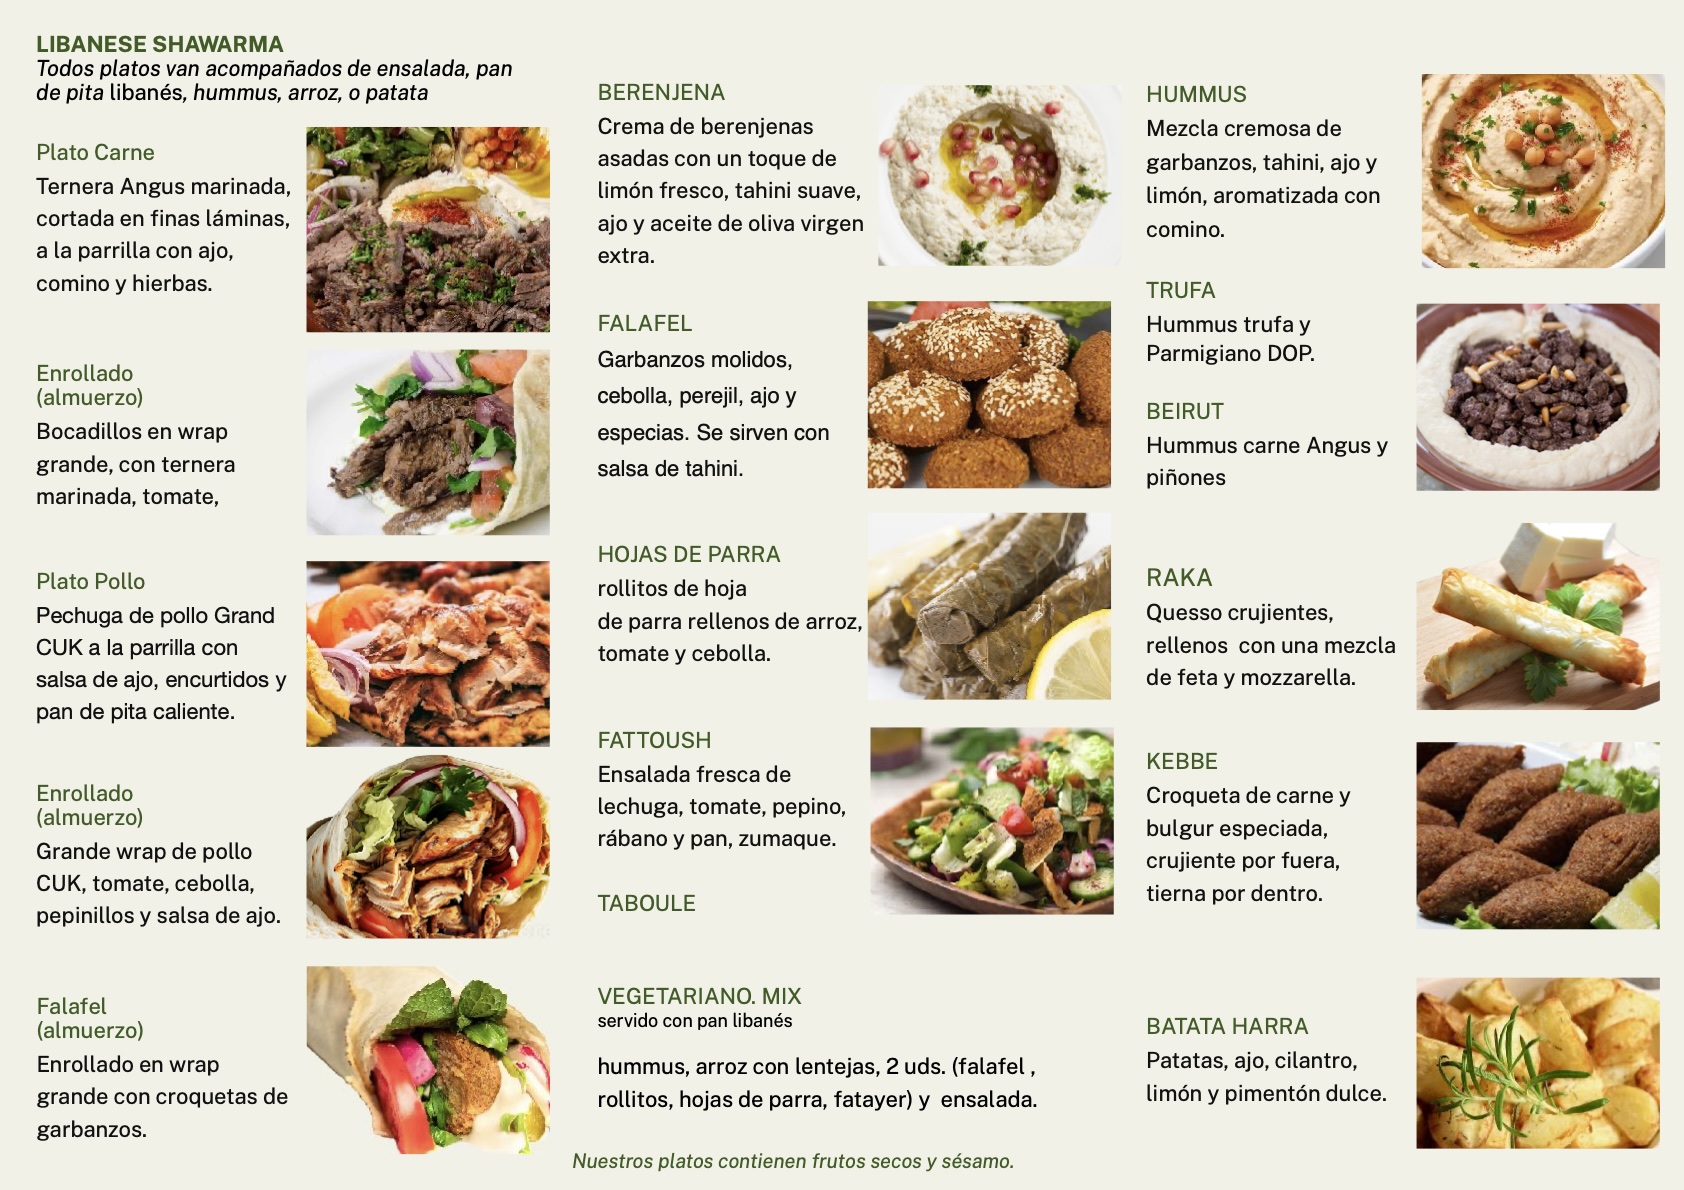 LIBANESE SHAWARMA
Todos platos van acompañados de ensalada, pan
de pita libanés, hummus, arroz, o patata
Plato Carne
Ternera Angus marinada,
cortada en finas láminas,
a la parrilla con ajo,
comino y hierbas.
Enrollado
(almuerzo)
Bocadillos en wrap
grande, con ternera
marinada, tomate,
Plato Pollo
Pechuga de pollo Grand
CUK a la parrilla con
salsa de ajo, encurtidos y
pan de pita caliente.
Enrollado
(almuerzo)
Grande wrap de pollo
CUK, tomate, cebolla,
pepinillos y salsa de ajo.
Falafel
(almuerzo)
Enrollado en wrap
grande con croquetas de
garbanzos.
BERENJENA
Crema de berenjenas
asadas con un toque de
limón fresco, tahini suave,
ajo y aceite de oliva virgen
extra.
FALAFEL
Garbanzos molidos,
cebolla, perejil, ajo y
especias. Se sirven con
salsa de tahini.
HOJAS DE PARRA
rollitos de hoja
de parra rellenos de arroz,
tomate y cebolla.
FATTOUSH
Ensalada fresca de
lechuga, tomate, pepino,
rábano y pan, zumaque.
TABOULE
VEGETARIANO. MIX
servido con pan libanés
hummus, arroz con lentejas, 2 uds. (falafel ,
rollitos, hojas de parra, fatayer) y  ensalada.
HUMMUS
Mezcla cremosa de
garbanzos, tahini, ajo y
limón, aromatizada con
comino.
TRUFA
Hummus trufa y
Parmigiano DOP.
BEIRUT
Hummus carne Angus y
piñones
RAKA
Quesso crujientes,
rellenos  con una mezcla
de feta y mozzarella.
KEBBE
Croqueta de carne y
bulgur especiada,
crujiente por fuera,
tierna por dentro.
BATATA HARRA
Patatas, ajo, cilantro,
limón y pimentón dulce.
Nuestros platos contienen frutos secos y sésamo.